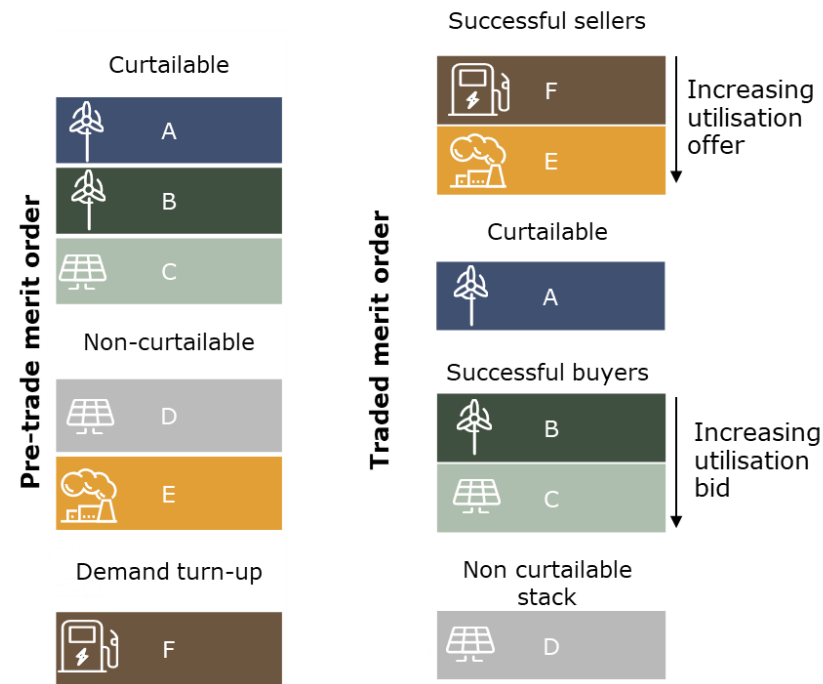 Pre-trade merit order
Curtailable
A
B
C
Non-curtailable
D
E
Demand turn-up
F
Traded merit order
Successful sellers
F
E
Increasing
utilisation
offer
Curtailable
A
Successful buyers
B
C
Increasing
utilisation
bid
Non curtailable
stack
D